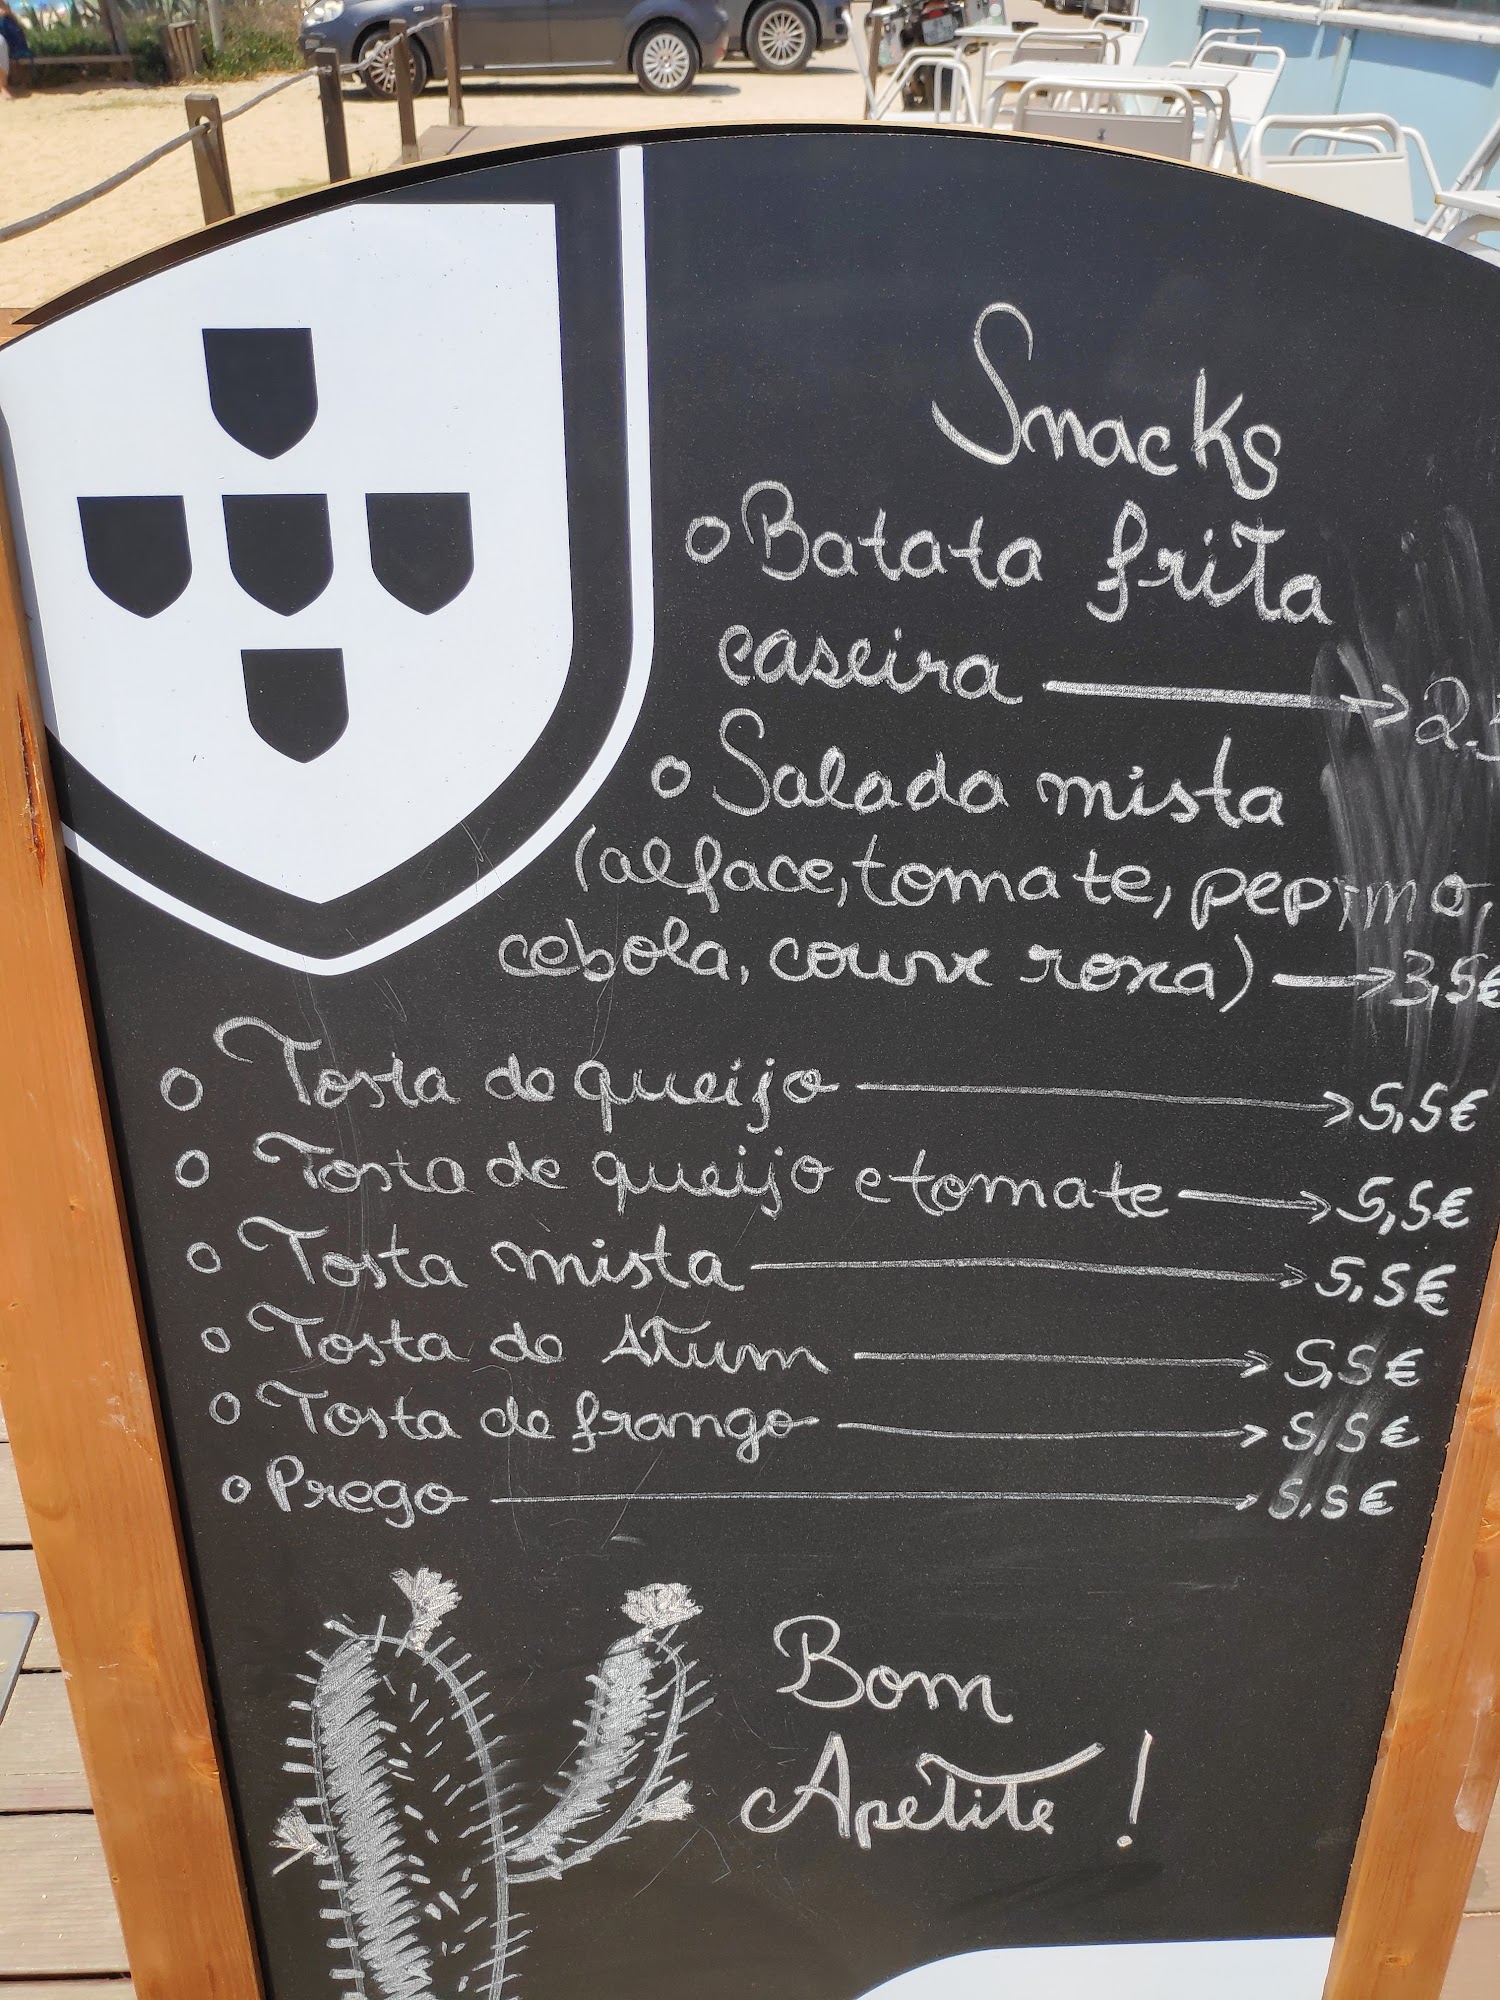 Snacks
o Batata frita
caseira → 2.5
o Salada mista
(alface, tomate, pepino,
cebola, couve roxa) → 3,5€
o Tosta de queijo → 5,5€
o Tosta de queijo e tomate → 5,5€
o Tosta mista → 5,5€
o Tosta de Atum → 5,5€
o Tosta de frango → 5,5€
o Prego → 5,5€
Bom
Apetite !